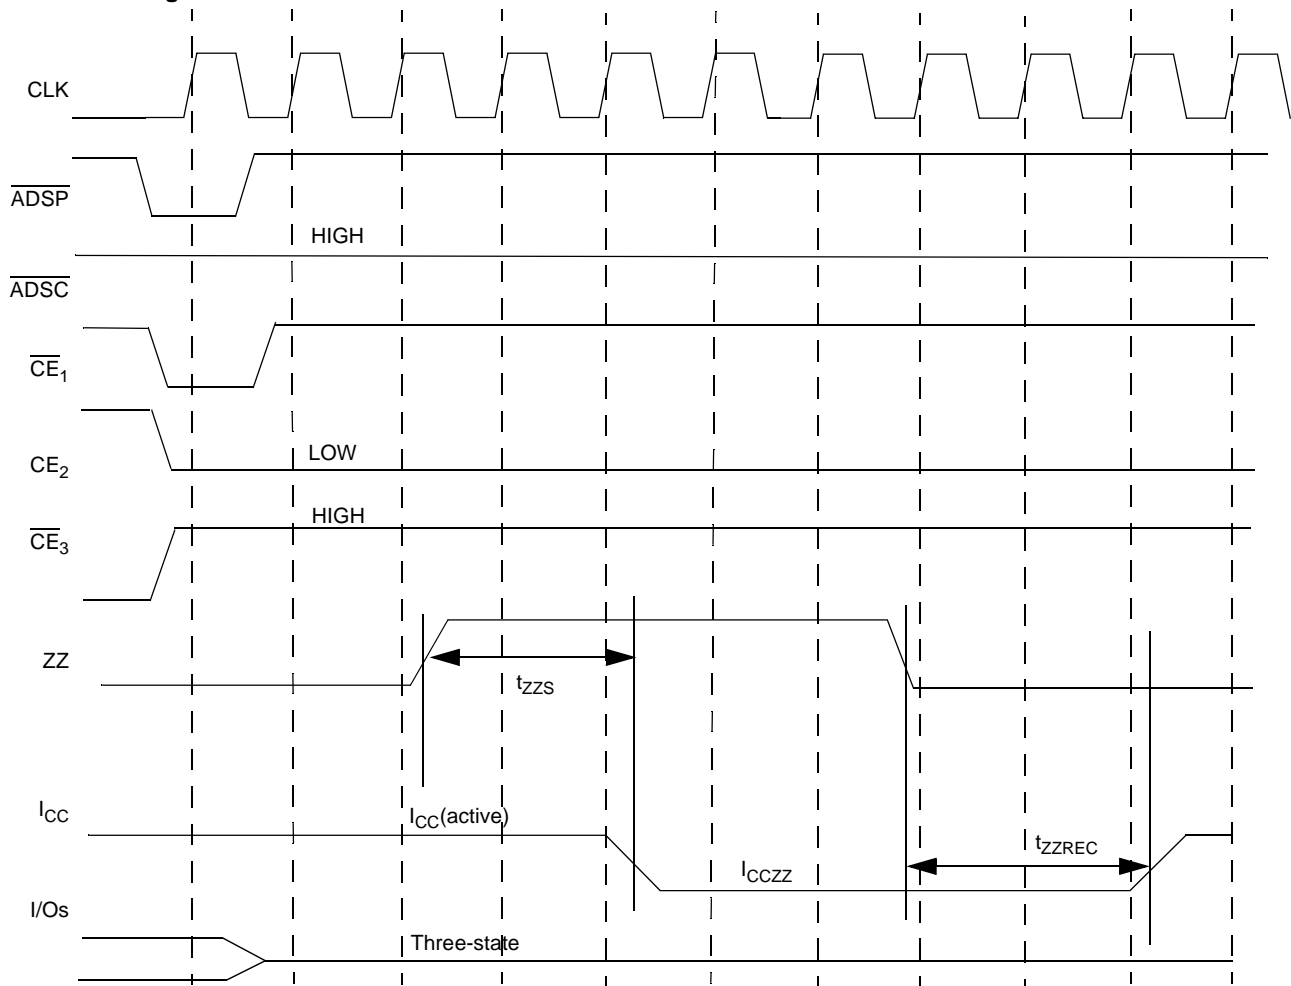 CLK
ADSP
HIGH
ADSC
CE1
LOW
CE2
HIGH
CE3
ZZ
tZZS
ICC
ICC(active)
tZZREC
ICCZZ
I/Os
Three-state